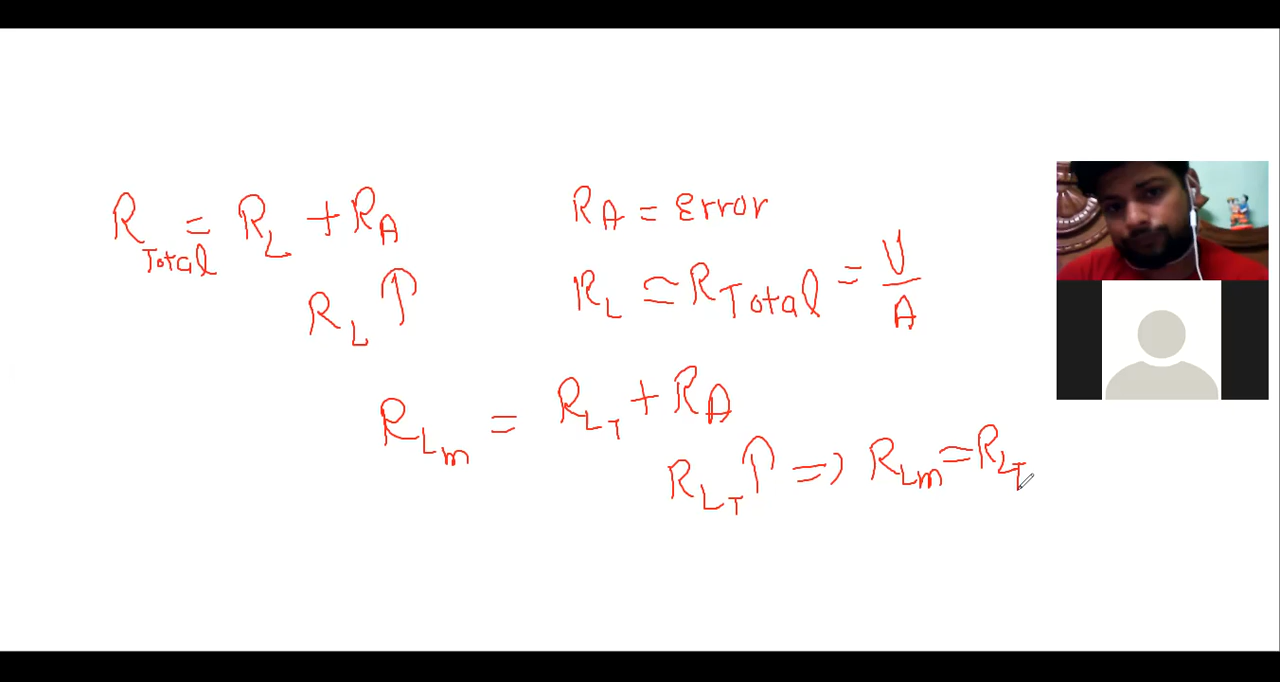 R_Total = R_L + R_A
R_L ↑
R_A = Error
R_L ≃ R_Total = V/A
R_Lm = R_LT + R_A
R_LT ↑ => R_Lm = R_LT